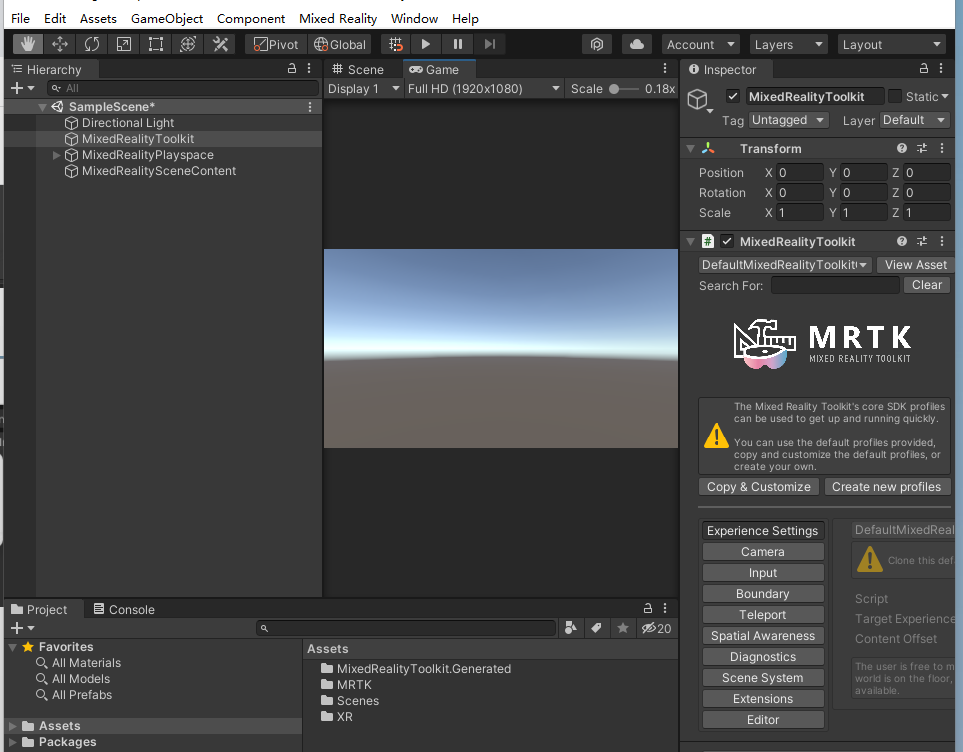 File Edit Assets GameObject Component Mixed Reality Window Help
Pivot Global Account Layers Layout
Hierarchy
All
SampleScene*
Directional Light
MixedRealityToolkit
MixedRealityPlayspace
MixedRealitySceneContent
Scene Game
Display 1 Full HD (1920x1080) Scale 0.18x
Inspector
MixedRealityToolkit Static
Tag Untagged Layer Default
Transform
Position X 0 Y 0 Z 0
Rotation X 0 Y 0 Z 0
Scale X 1 Y 1 Z 1
# MixedRealityToolkit
DefaultMixedRealityToolkit View Asset
Search For: Clear
MRTK
MIXED REALITY TOOLKIT
The Mixed Reality Toolkit's core SDK profiles
can be used to get up and running quickly.
You can use the default profiles provided,
copy and customize the default profiles, or
create your own.
Copy & Customize Create new profiles
Experience Settings
Camera
Input
Boundary
Teleport
Spatial Awareness
Diagnostics
Scene System
Extensions
Editor
DefaultMixedReal
Clone this def
Script
Target Experience
Content Offset
The user is free to m
world is on the floor,
available.
Project Console
20
Favorites
All Materials
All Models
All Prefabs
Assets
Packages
Assets
MixedRealityToolkit.Generated
MRTK
Scenes
XR